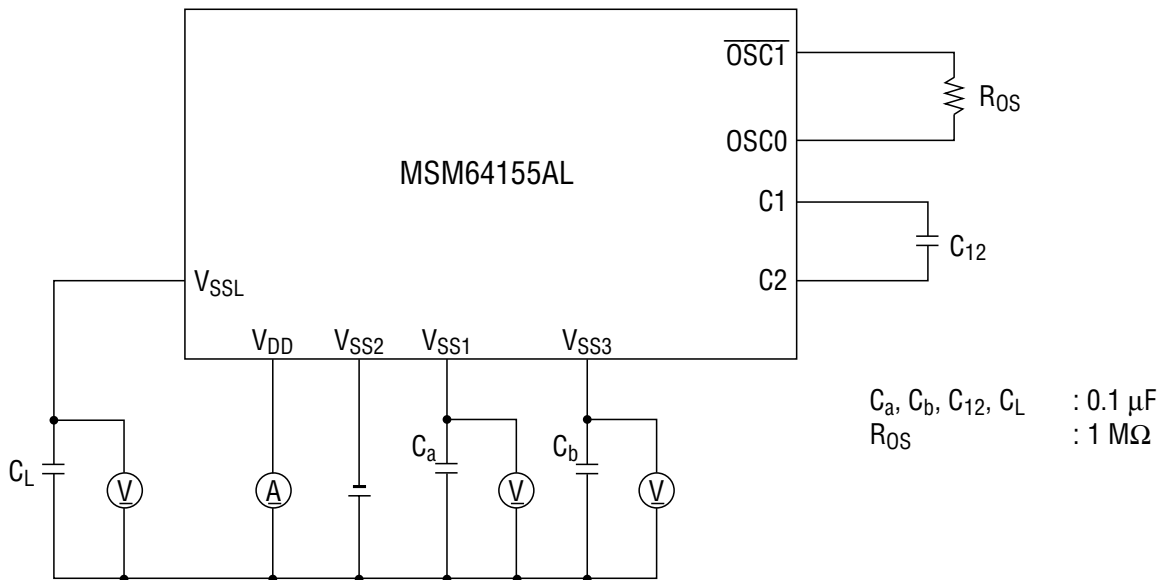 OSC1
R_OS
OSC0
MSM64155AL
C1
C_12
C2
V_SSL
V_DD V_SS2 V_SS1 V_SS3
C_a, C_b, C_12, C_L : 0.1 μF
R_OS : 1 MΩ
C_a C_b
C_L
V A V V